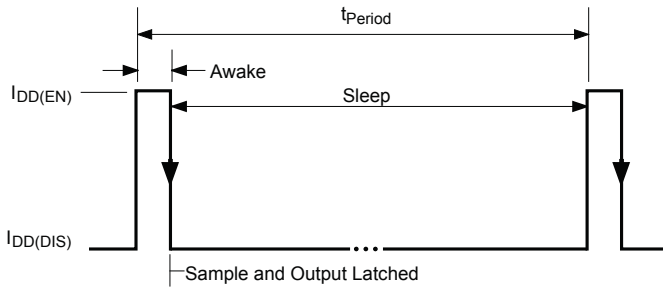 tPeriod
Awake
IDD(EN)
Sleep
IDD(DIS)
Sample and Output Latched